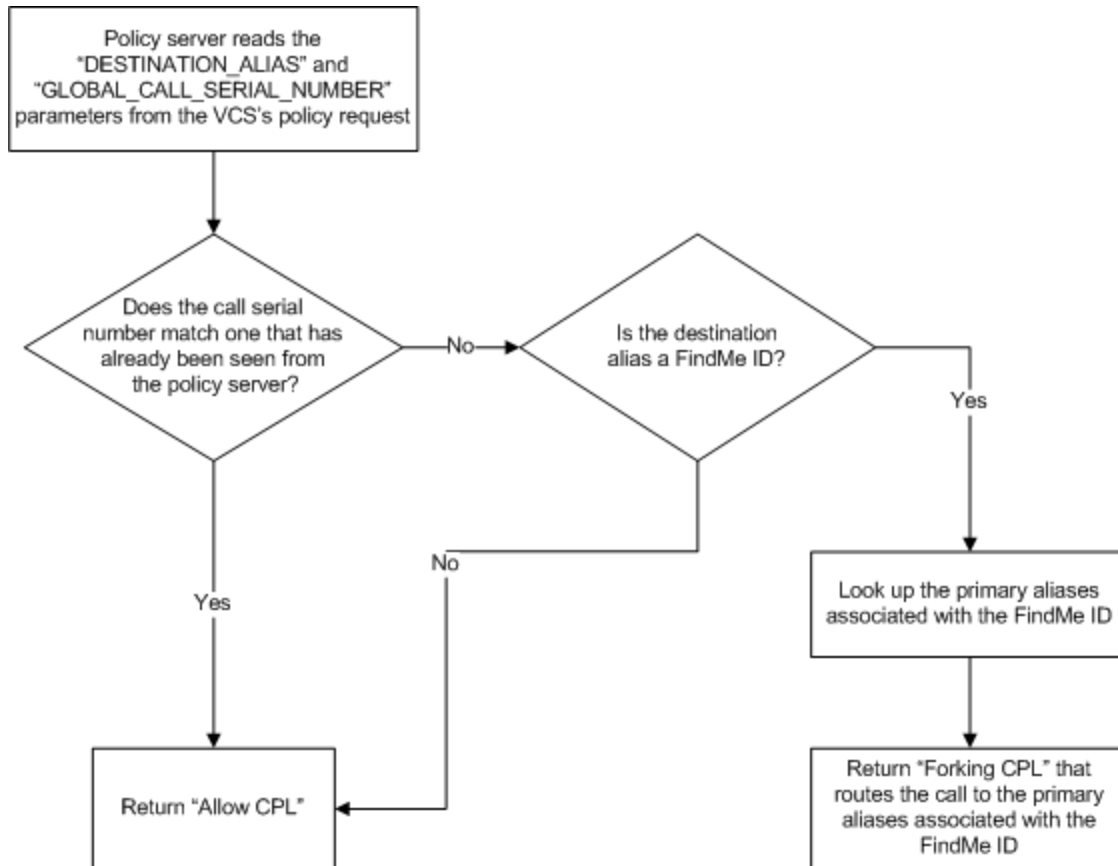 Policy server reads the
“DESTINATION_ALIAS” and
“GLOBAL_CALL_SERIAL_NUMBER”
parameters from the VCS’s policy request
Does the call serial
number match one that has
already been seen from
the policy server?
No
Is the destination
alias a FindMe ID?
Yes
No
Yes
Look up the primary aliases
associated with the FindMe ID
Return “Allow CPL”
Return “Forking CPL” that
routes the call to the primary
aliases associated with the
FindMe ID